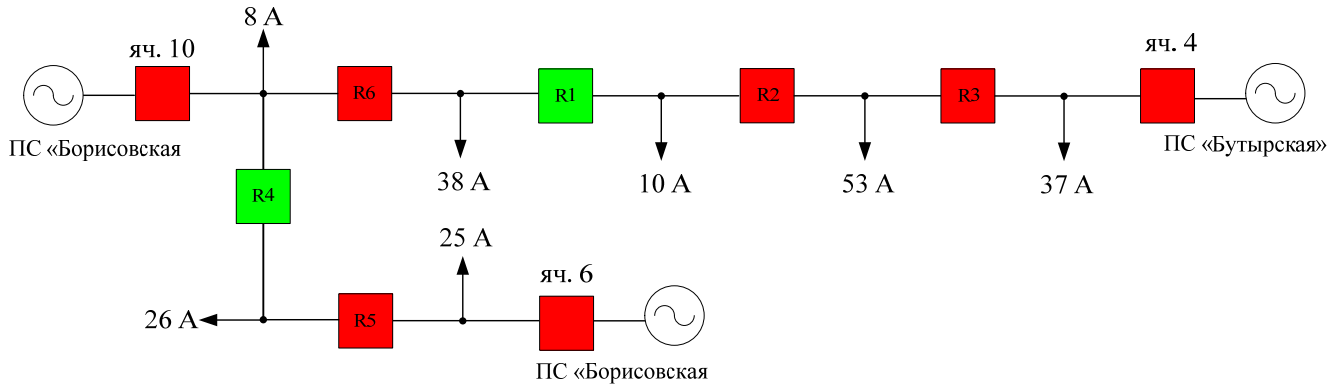 8 А
яч. 10
яч. 4
R6
R1
R2
R3
ПС «Борисовская
ПС «Бутырская»
38 А
10 А
53 А
37 А
R4
25 А
яч. 6
26 А
R5
ПС «Борисовская